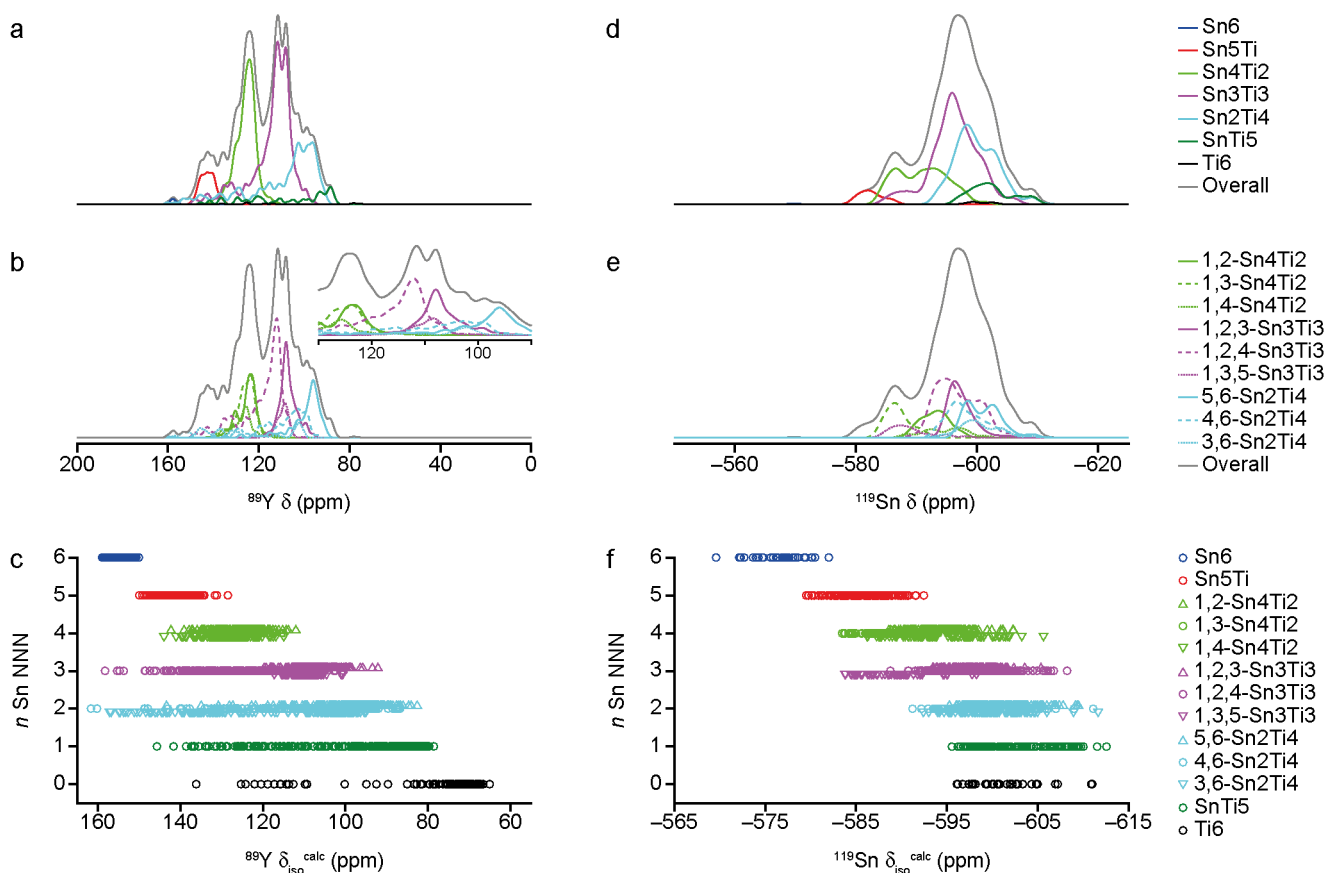 a
d
Sn6
Sn5Ti
Sn4Ti2
Sn3Ti3
Sn2Ti4
SnTi5
Ti6
Overall
b
120
100
200
160
120
80
40
0
⁸⁹Y δ (ppm)
e
–560
–580
–600
–620
¹¹⁹Sn δ (ppm)
1,2-Sn4Ti2
1,3-Sn4Ti2
1,4-Sn4Ti2
1,2,3-Sn3Ti3
1,2,4-Sn3Ti3
1,3,5-Sn3Ti3
5,6-Sn2Ti4
4,6-Sn2Ti4
3,6-Sn2Ti4
Overall
c
n Sn NNN
6
5
4
3
2
1
0
160
140
120
100
80
60
⁸⁹Y δiso calc (ppm)
f
6
5
4
3
2
1
0
–565
–575
–585
–595
–605
–615
¹¹⁹Sn δiso calc (ppm)
n Sn NNN
Sn6
Sn5Ti
1,2-Sn4Ti2
1,3-Sn4Ti2
1,4-Sn4Ti2
1,2,3-Sn3Ti3
1,2,4-Sn3Ti3
1,3,5-Sn3Ti3
5,6-Sn2Ti4
4,6-Sn2Ti4
3,6-Sn2Ti4
SnTi5
Ti6